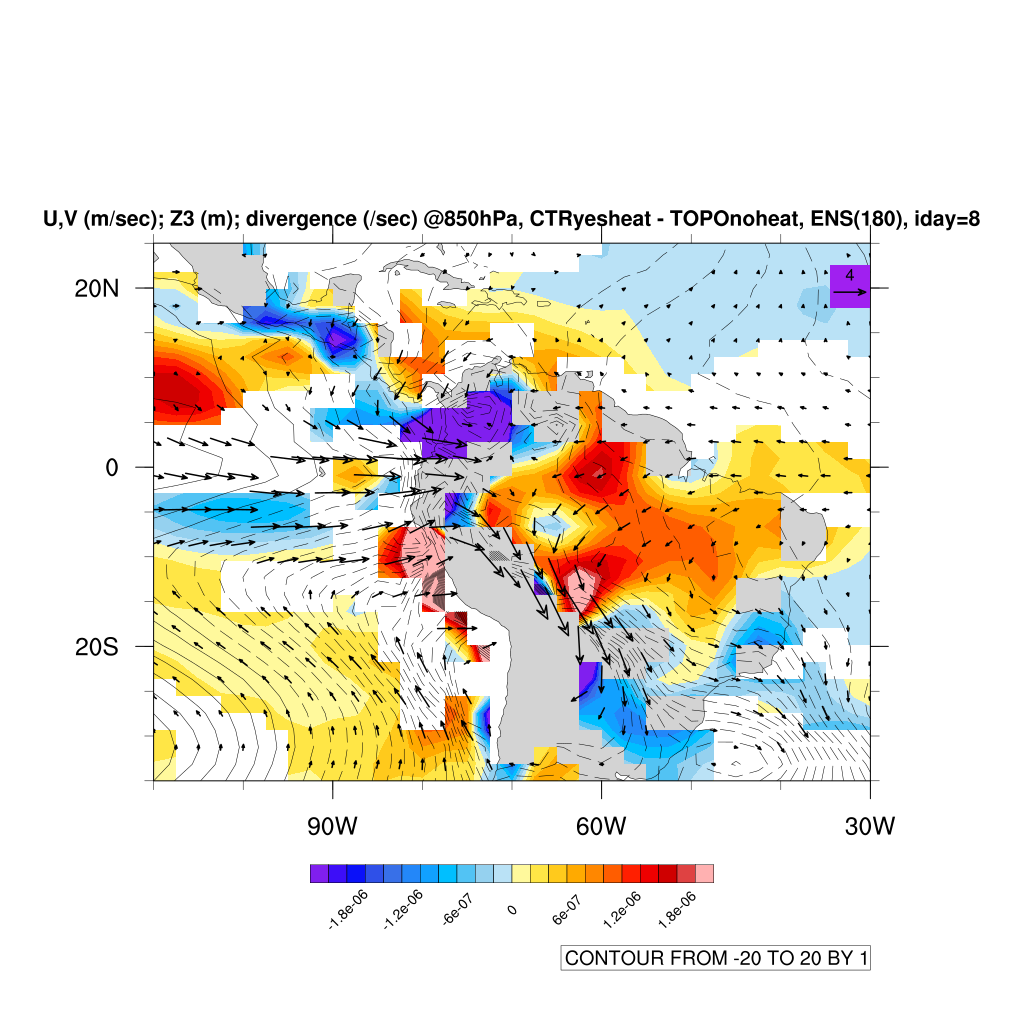 U,V (m/sec); Z3 (m); divergence (/sec) @850hPa, CTRyesheat - TOPOnoheat, ENS(180), iday=8
4
20N
0
20S
90W 60W 30W
-1.8e-06 -1.2e-06 -6e-07 0 6e-07 1.2e-06 1.8e-06
CONTOUR FROM -20 TO 20 BY 1